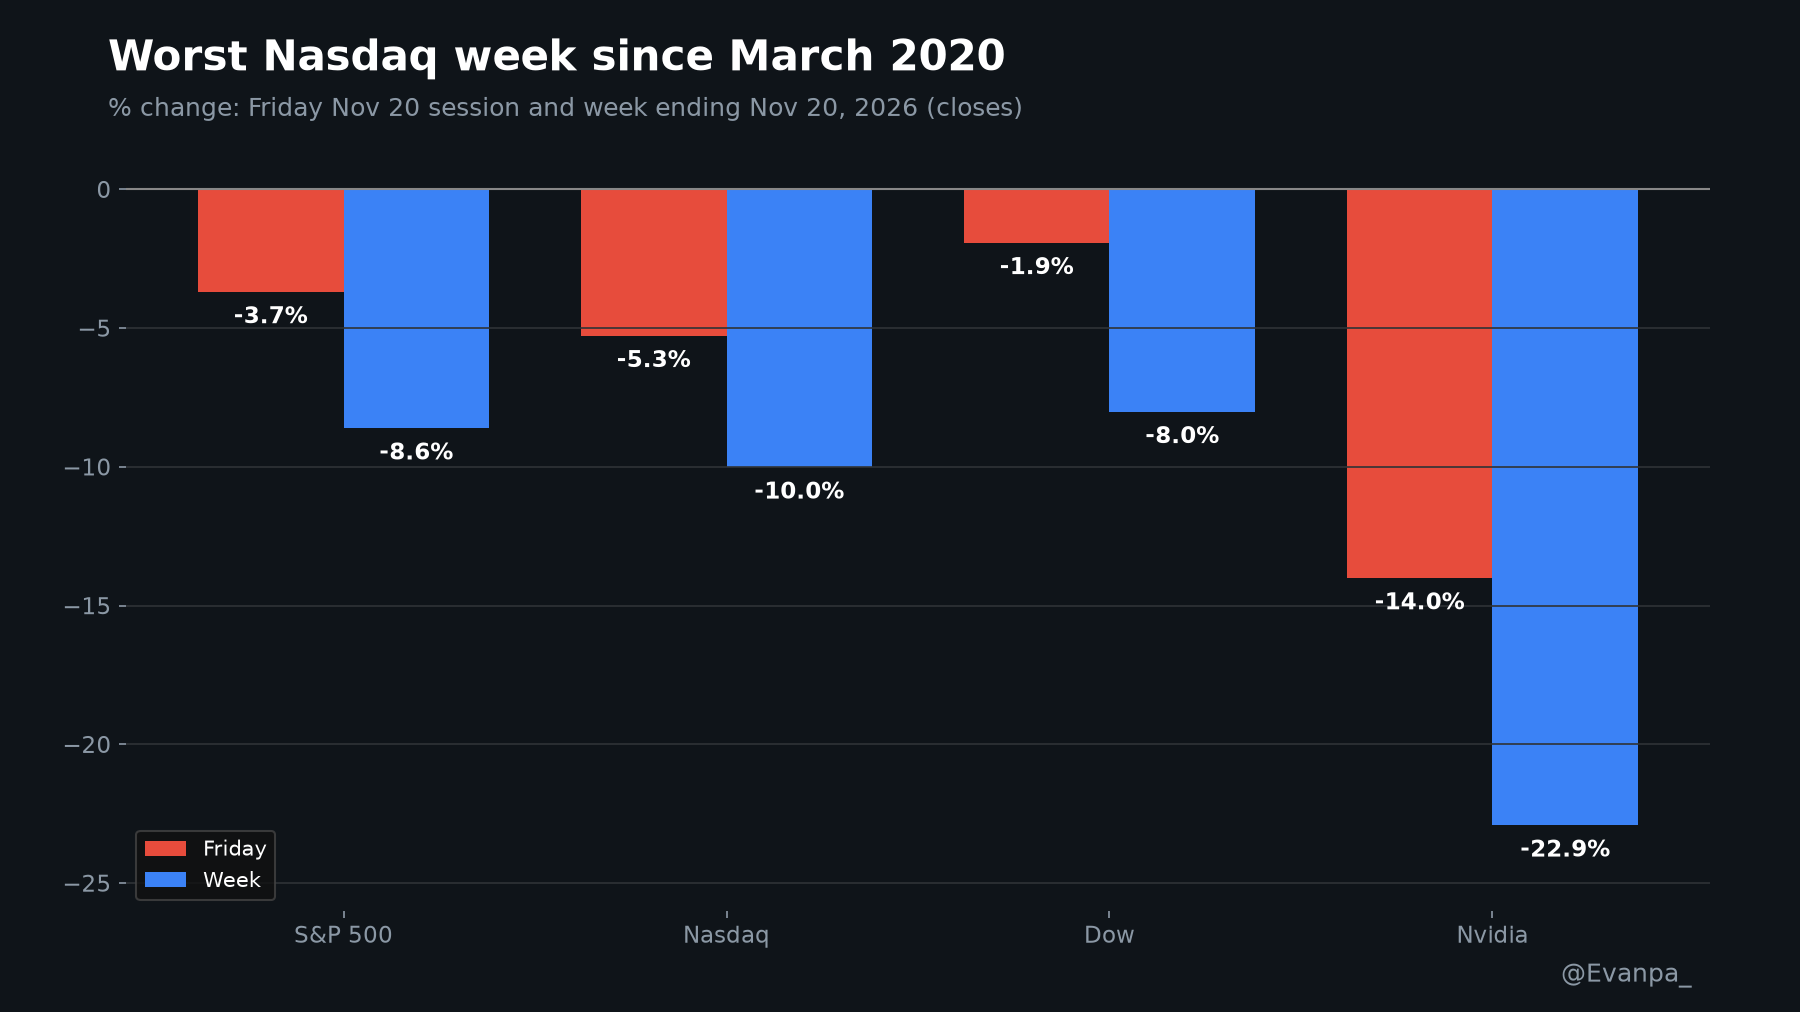 Worst Nasdaq week since March 2020
% change: Friday Nov 20 session and week ending Nov 20, 2026 (closes)
0
−5
−10
−15
−20
−25
-3.7%
-8.6%
-5.3%
-10.0%
-1.9%
-8.0%
-14.0%
-22.9%
Friday
Week
S&P 500
Nasdaq
Dow
Nvidia
@Evanpa_